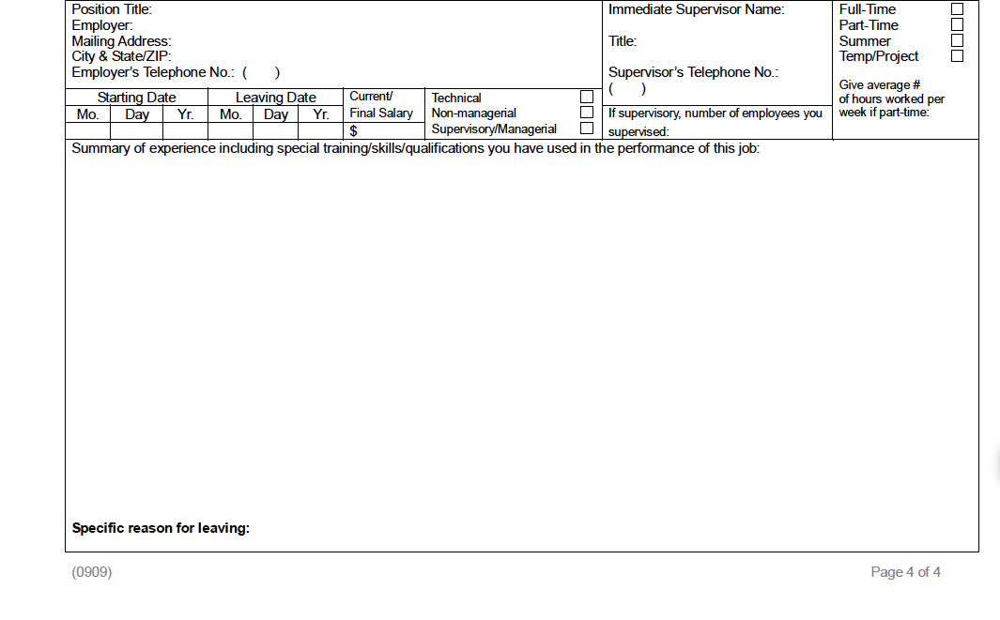 Position Title:
Employer:
Mailing Address:
City & State/ZIP:
Employer's Telephone No.: (       )
Immediate Supervisor Name:
Title:
Supervisor's Telephone No.:
(       )
Full-Time
Part-Time
Summer
Temp/Project
Give average #
of hours worked per
week if part-time:
Starting Date
Leaving Date
Mo. Day Yr. Mo. Day Yr.
Current/
Final Salary
$
Technical
Non-managerial
Supervisory/Managerial
If supervisory, number of employees you
supervised:
Summary of experience including special training/skills/qualifications you have used in the performance of this job:
Specific reason for leaving:
(0909)
Page 4 of 4